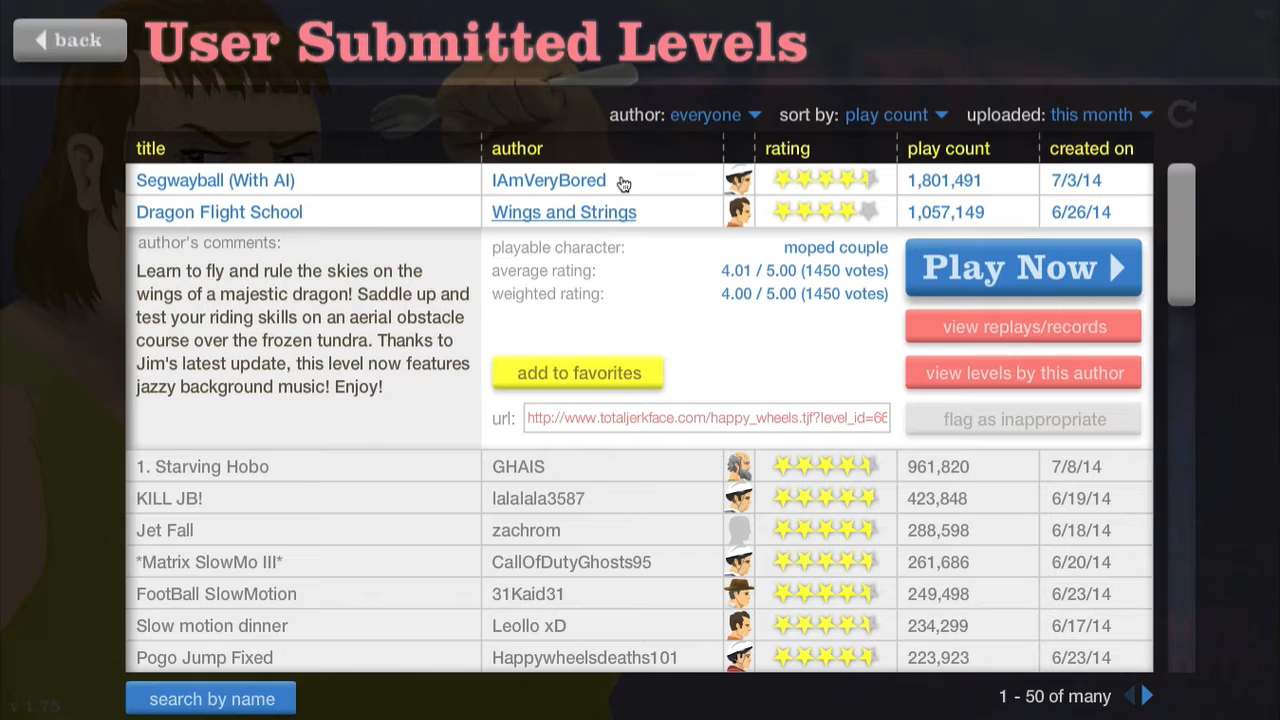 back
User Submitted Levels
author: everyone sort by: play count uploaded: this month
title author rating play count created on
Segwayball (With AI) IAmVeryBored 1,801,491 7/3/14
Dragon Flight School Wings and Strings 1,057,149 6/26/14
author's comments:
Learn to fly and rule the skies on the
wings of a majestic dragon! Saddle up and
test your riding skills on an aerial obstacle
course over the frozen tundra. Thanks to
Jim's latest update, this level now features
jazzy background music! Enjoy!
playable character: moped couple
average rating: 4.01 / 5.00 (1450 votes)
weighted rating: 4.00 / 5.00 (1450 votes)
add to favorites
url: http://www.totaljerkface.com/happy_wheels.tjf?level_id=66
Play Now
view replays/records
view levels by this author
flag as inappropriate
1. Starving Hobo GHAIS 961,820 7/8/14
KILL JB! lalalala3587 423,848 6/19/14
Jet Fall zachrom 288,598 6/18/14
*Matrix SlowMo III* CallOfDutyGhosts95 261,686 6/20/14
FootBall SlowMotion 31Kaid31 249,498 6/23/14
Slow motion dinner Leollo xD 234,299 6/17/14
Pogo Jump Fixed Happywheelsdeaths101 223,923 6/23/14
v 1.75
search by name
1 - 50 of many